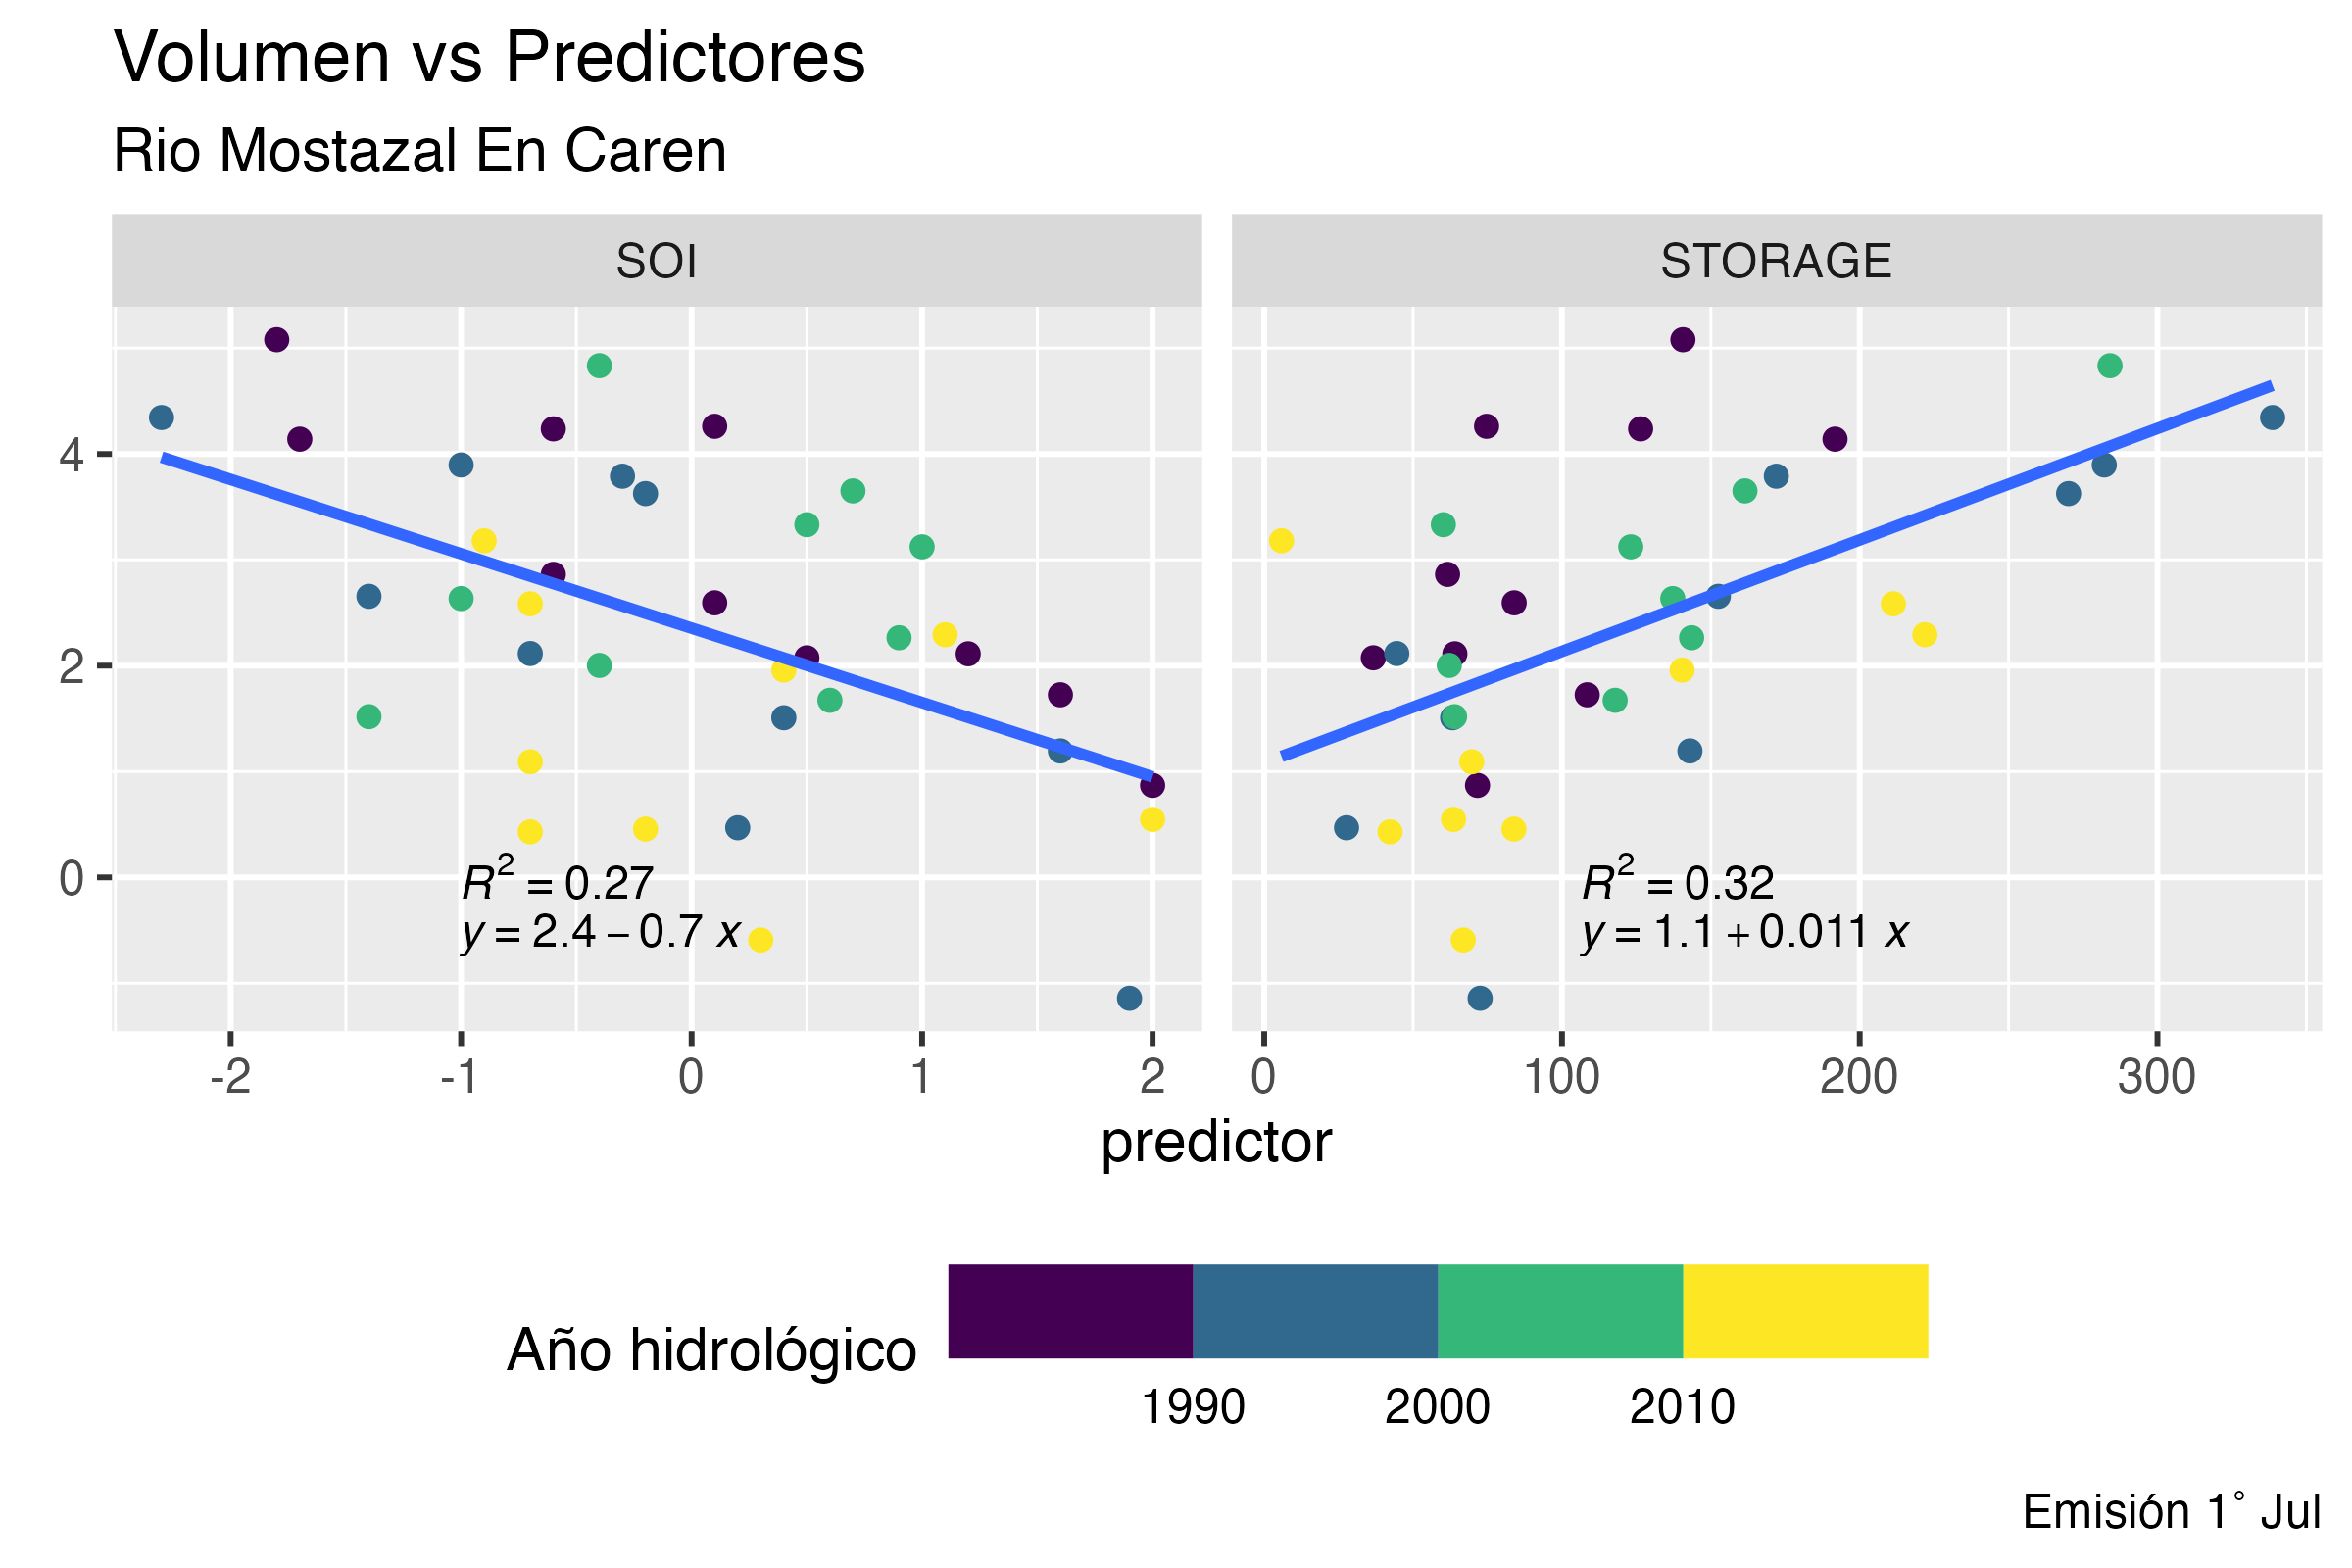 Volumen vs Predictores
Rio Mostazal En Caren
SOI
STORAGE
4
2
0
R² = 0.27
y = 2.4 − 0.7 x
R² = 0.32
y = 1.1 + 0.011 x
-2 -1 0 1 2
0 100 200 300
predictor
Año hidrológico
1990 2000 2010
Emisión 1° Jul